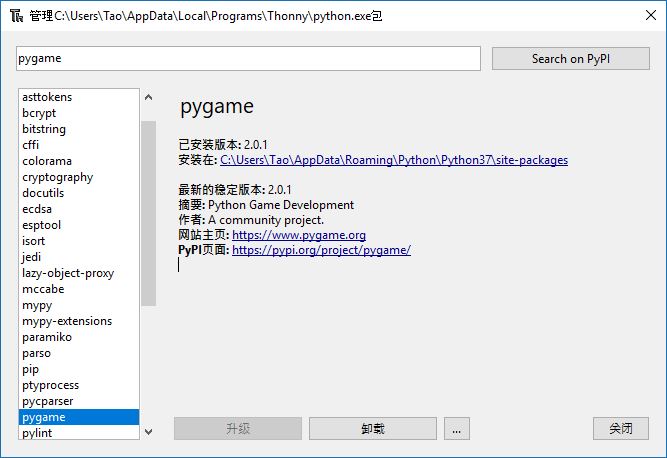 管理C:\Users\Tao\AppData\Local\Programs\Thonny\python.exe包
pygame
Search on PyPI
asttokens
bcrypt
bitstring
cffi
colorama
cryptography
docutils
ecdsa
esptool
isort
jedi
lazy-object-proxy
mccabe
mypy
mypy-extensions
paramiko
parso
pip
ptyprocess
pycparser
pygame
pylint
pygame
已安装版本: 2.0.1
安装在: C:\Users\Tao\AppData\Roaming\Python\Python37\site-packages
最新的稳定版本: 2.0.1
摘要: Python Game Development
作者: A community project.
网站主页: https://www.pygame.org
PyPI页面: https://pypi.org/project/pygame/
升级
卸载
...
关闭